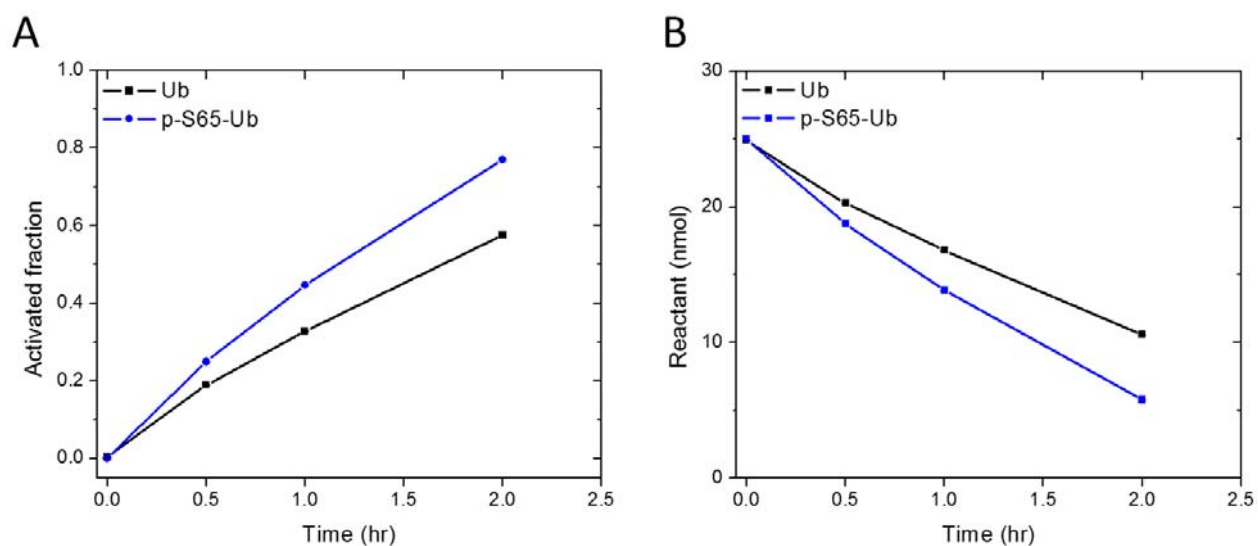 A
Ub
p-S65-Ub
1.0
0.8
0.6
0.4
0.2
0.0
Activated fraction
0.0 0.5 1.0 1.5 2.0 2.5
Time (hr)
B
Ub
p-S65-Ub
30
20
10
0
Reactant (nmol)
0.0 0.5 1.0 1.5 2.0 2.5
Time (hr)